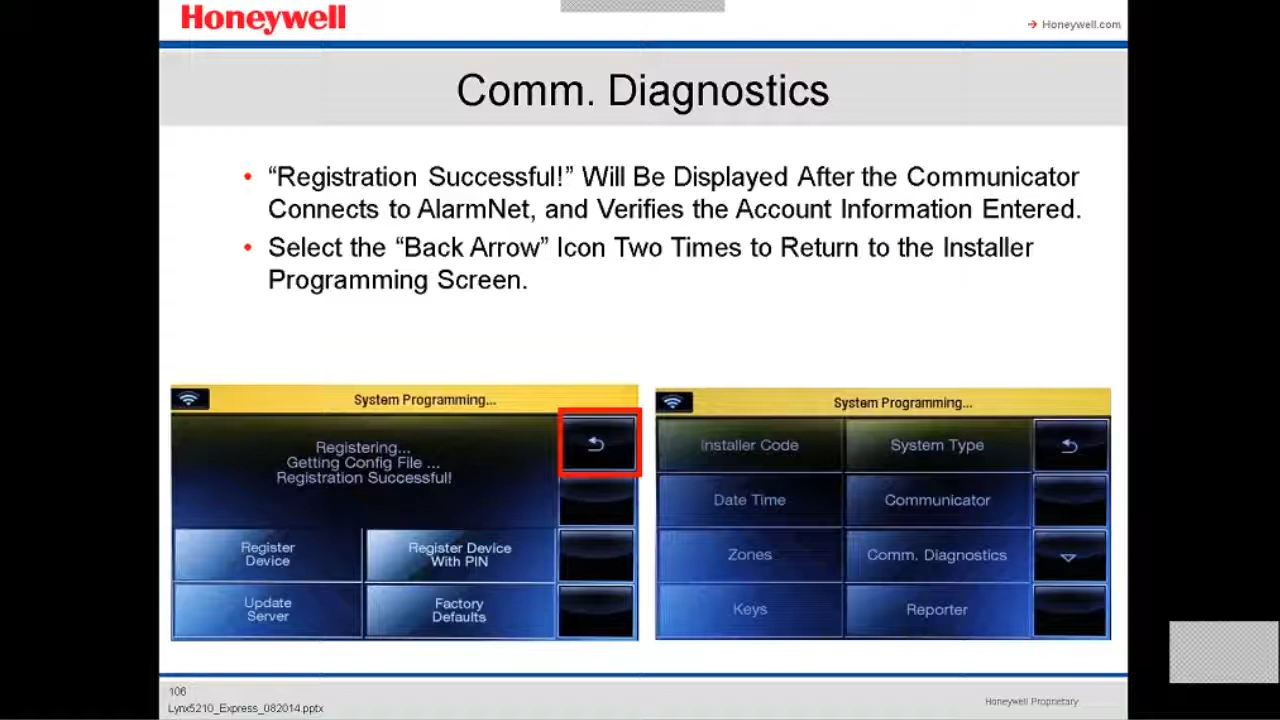 Honeywell
Honeywell.com
Comm. Diagnostics
• “Registration Successful!” Will Be Displayed After the Communicator
Connects to AlarmNet, and Verifies the Account Information Entered.
• Select the “Back Arrow” Icon Two Times to Return to the Installer
Programming Screen.
System Programming...
Registering...
Getting Config File ...
Registration Successful!
Register
Device
Register Device
With PIN
Update
Server
Factory
Defaults
System Programming...
Installer Code
System Type
Date Time
Communicator
Zones
Comm. Diagnostics
Keys
Reporter
106
Lynx5210_Express_082014.pptx
Honeywell Proprietary